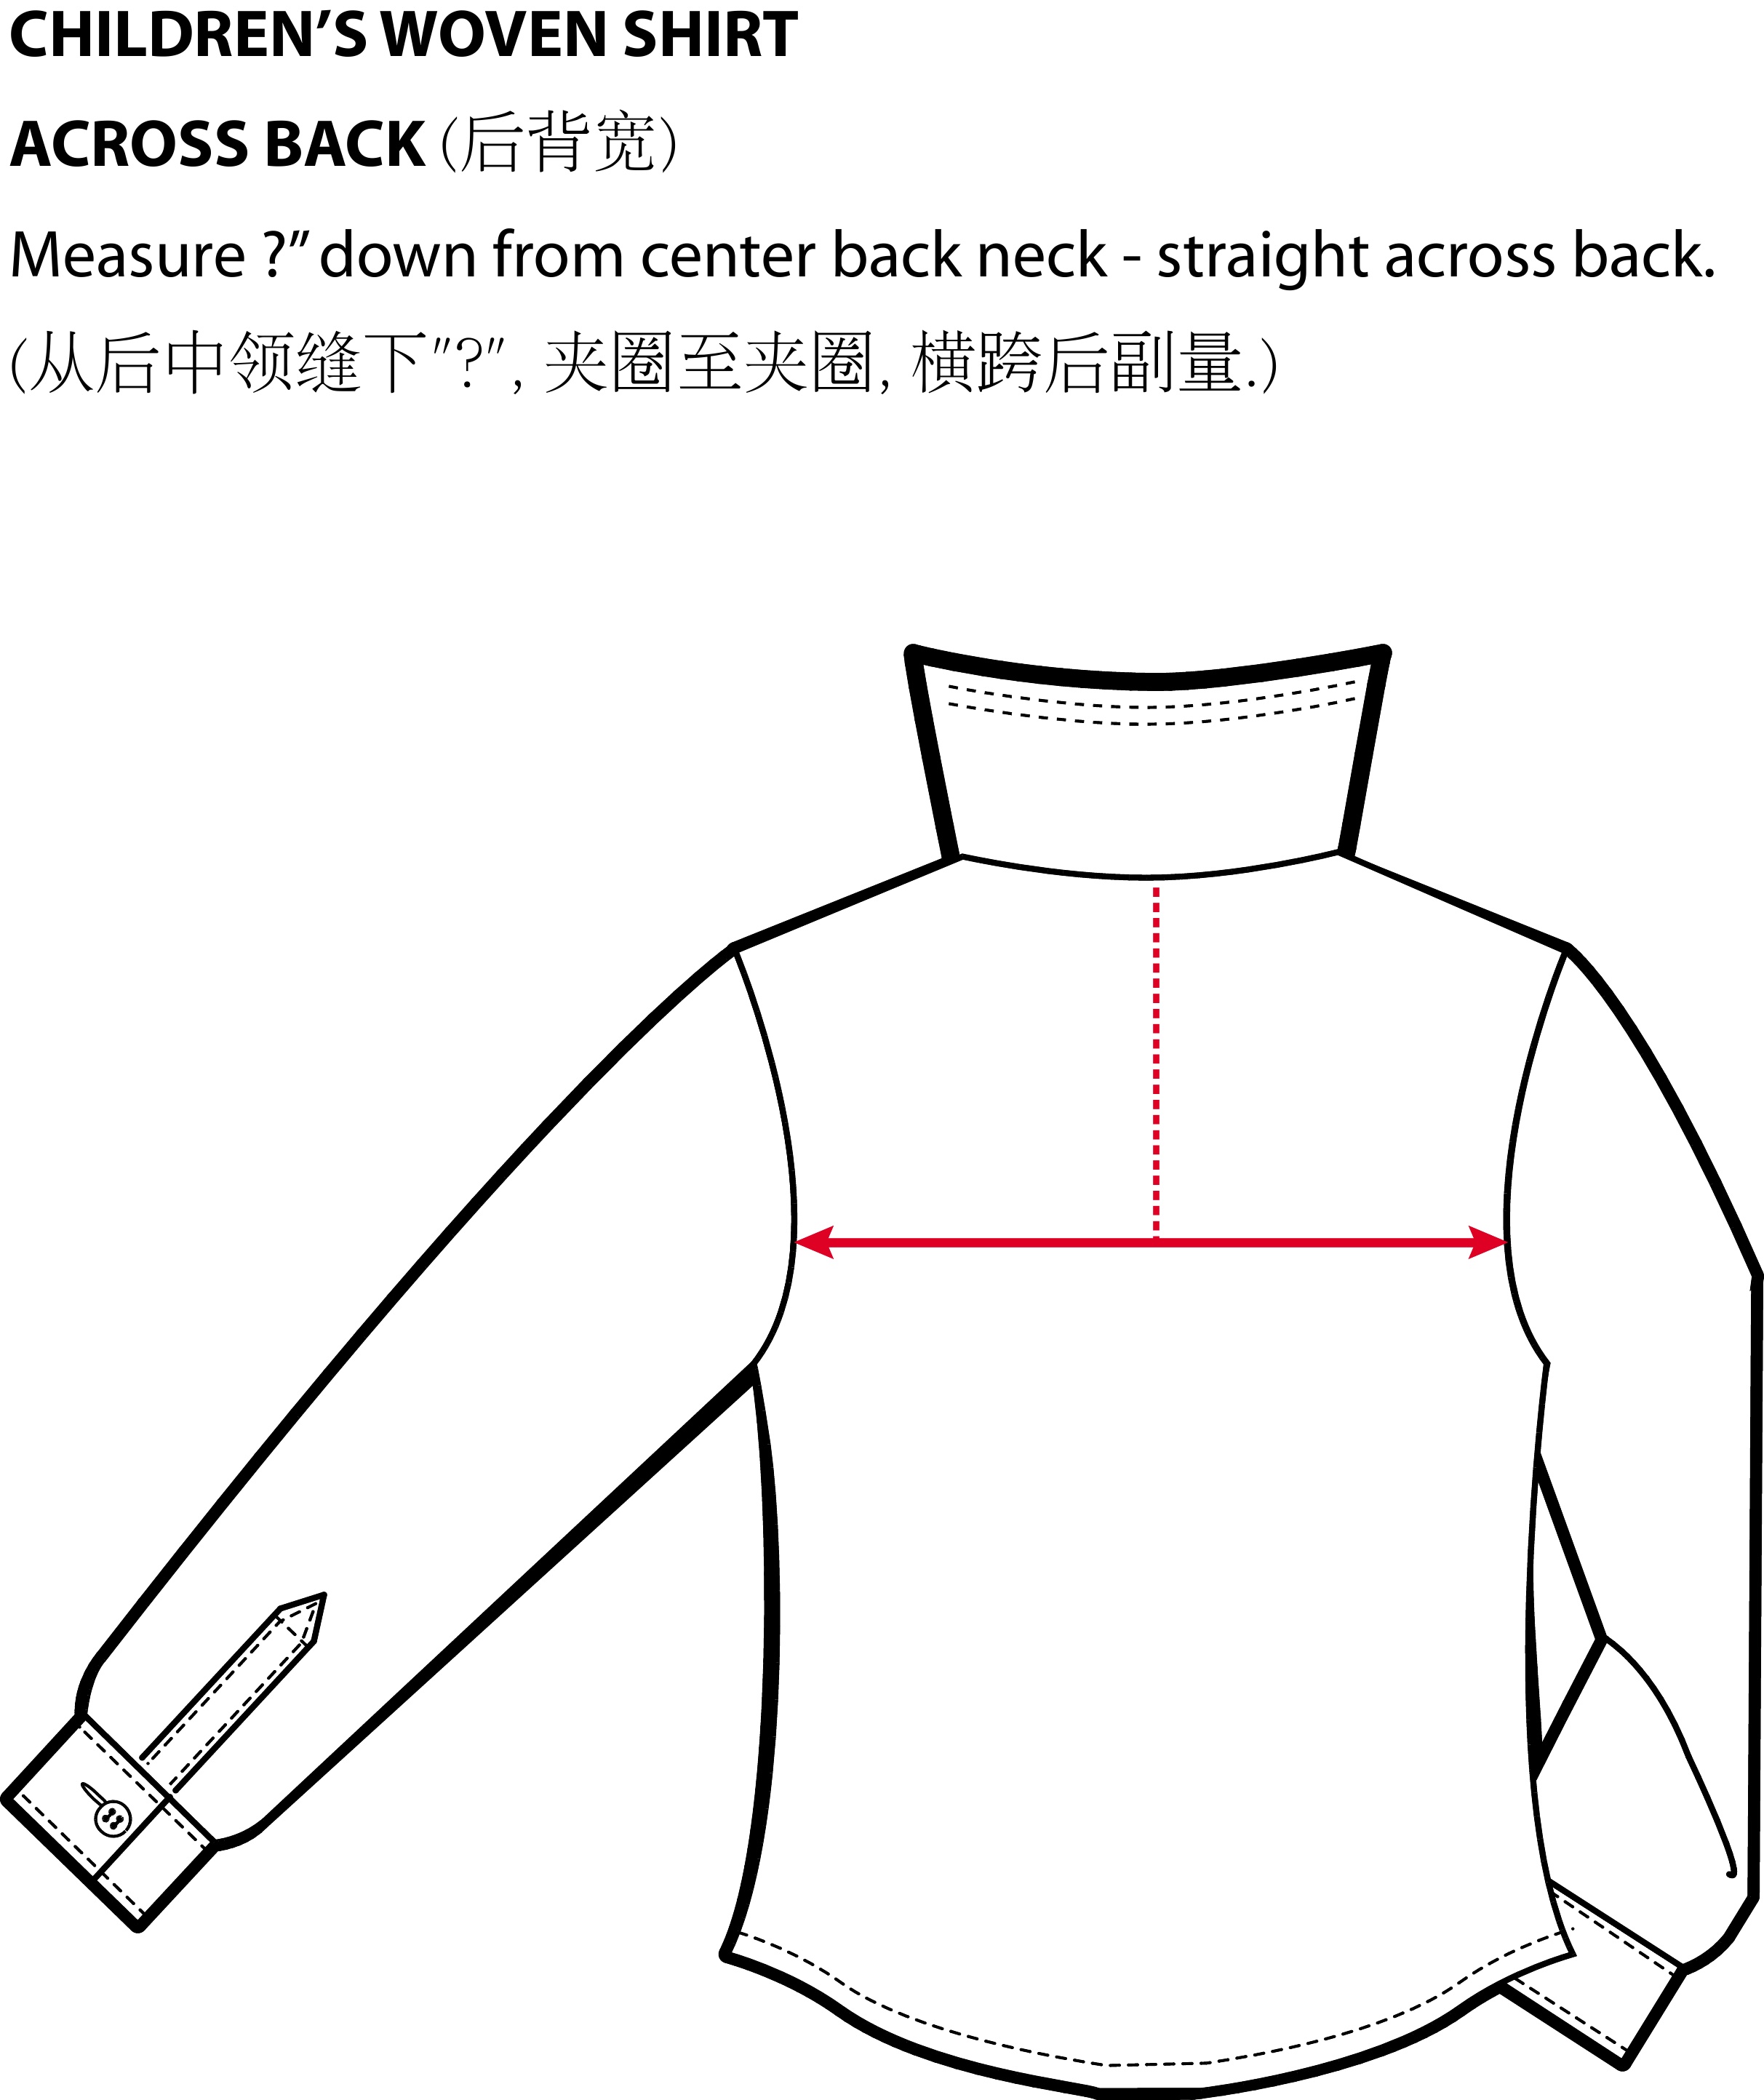 CHILDREN’S WOVEN SHIRT
ACROSS BACK (后背宽)
Measure ?” down from center back neck - straight across back.
(从后中领缝下"?", 夹圈至夹圈, 横跨后副量.)